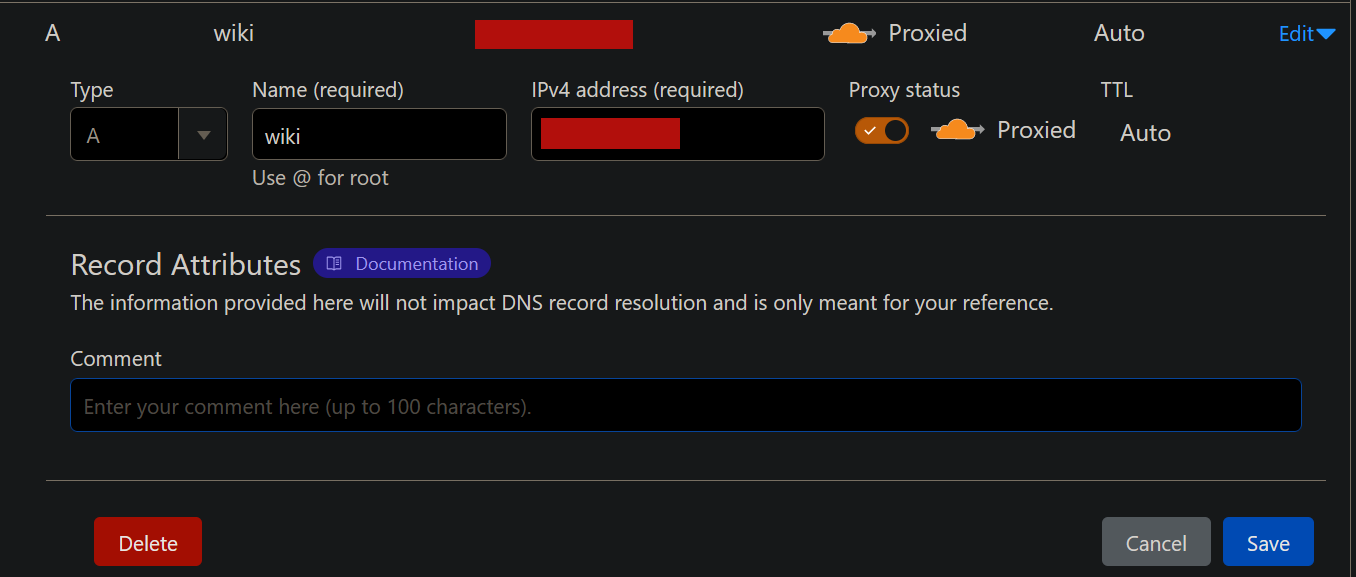 A wiki Proxied Auto Edit
Type Name (required) IPv4 address (required) Proxy status TTL
A wiki Proxied Auto
Use @ for root
Record Attributes Documentation
The information provided here will not impact DNS record resolution and is only meant for your reference.
Comment
Enter your comment here (up to 100 characters).
Delete Cancel Save